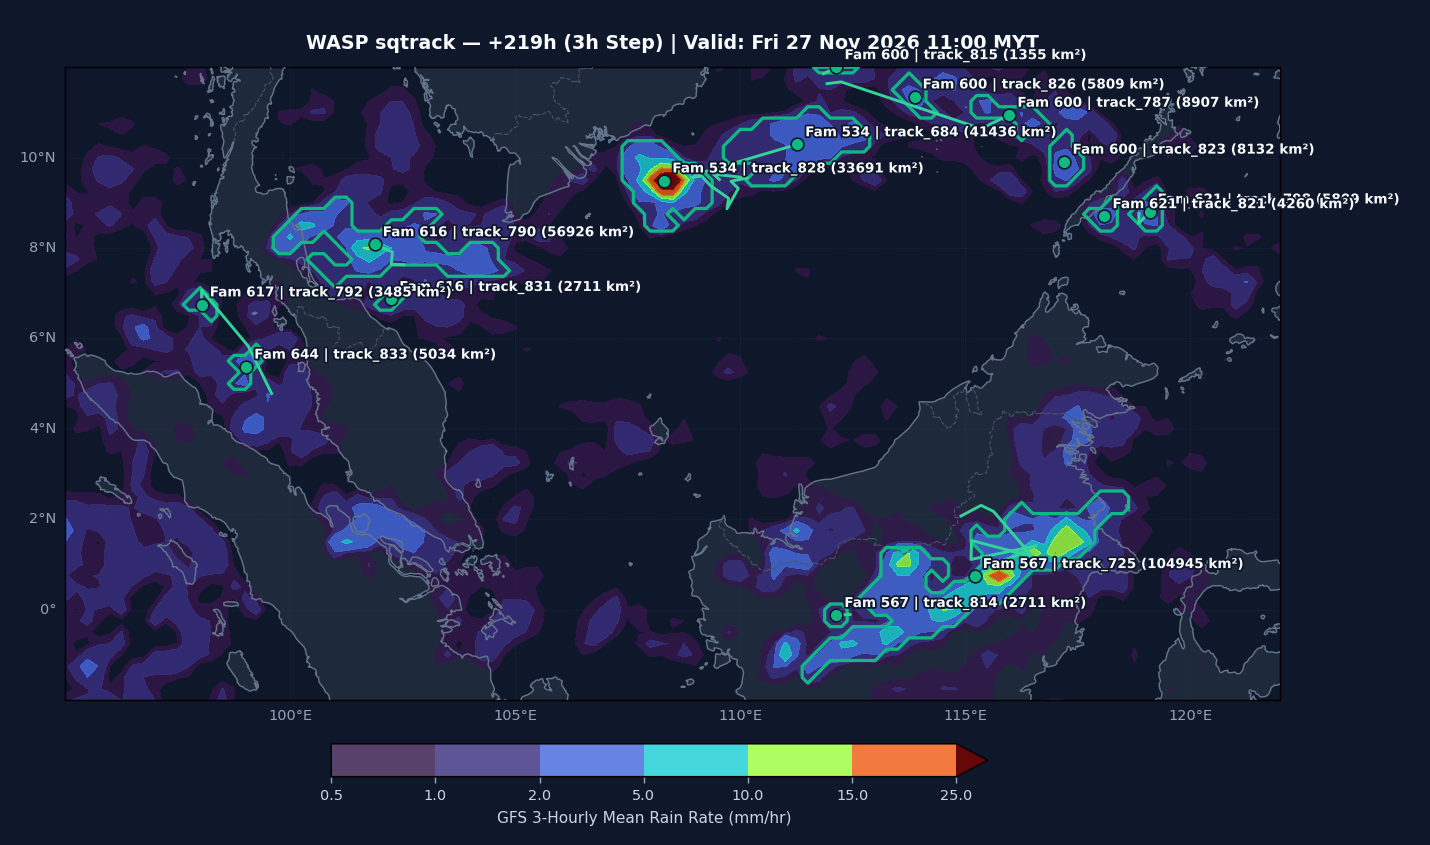 WASP sqtrack — +219h (3h Step) | Valid: Fri 27 Nov 2026 11:00 MYT
Fam 600 | track_815 (1355 km²)
Fam 600 | track_826 (5809 km²)
Fam 600 | track_787 (8907 km²)
Fam 534 | track_684 (41436 km²)
Fam 600 | track_823 (8132 km²)
10°N
Fam 534 | track_828 (33691 km²)
Fam 621 | track_821 (4260 km²)
Fam 616 | track_790 (56926 km²)
8°N
Fam 616 | track_831 (2711 km²)
Fam 617 | track_792 (3485 km²)
6°N
Fam 644 | track_833 (5034 km²)
4°N
2°N
Fam 567 | track_725 (104945 km²)
Fam 567 | track_814 (2711 km²)
0°
100°E 105°E 110°E 115°E 120°E
0.5 1.0 2.0 5.0 10.0 15.0 25.0
GFS 3-Hourly Mean Rain Rate (mm/hr)